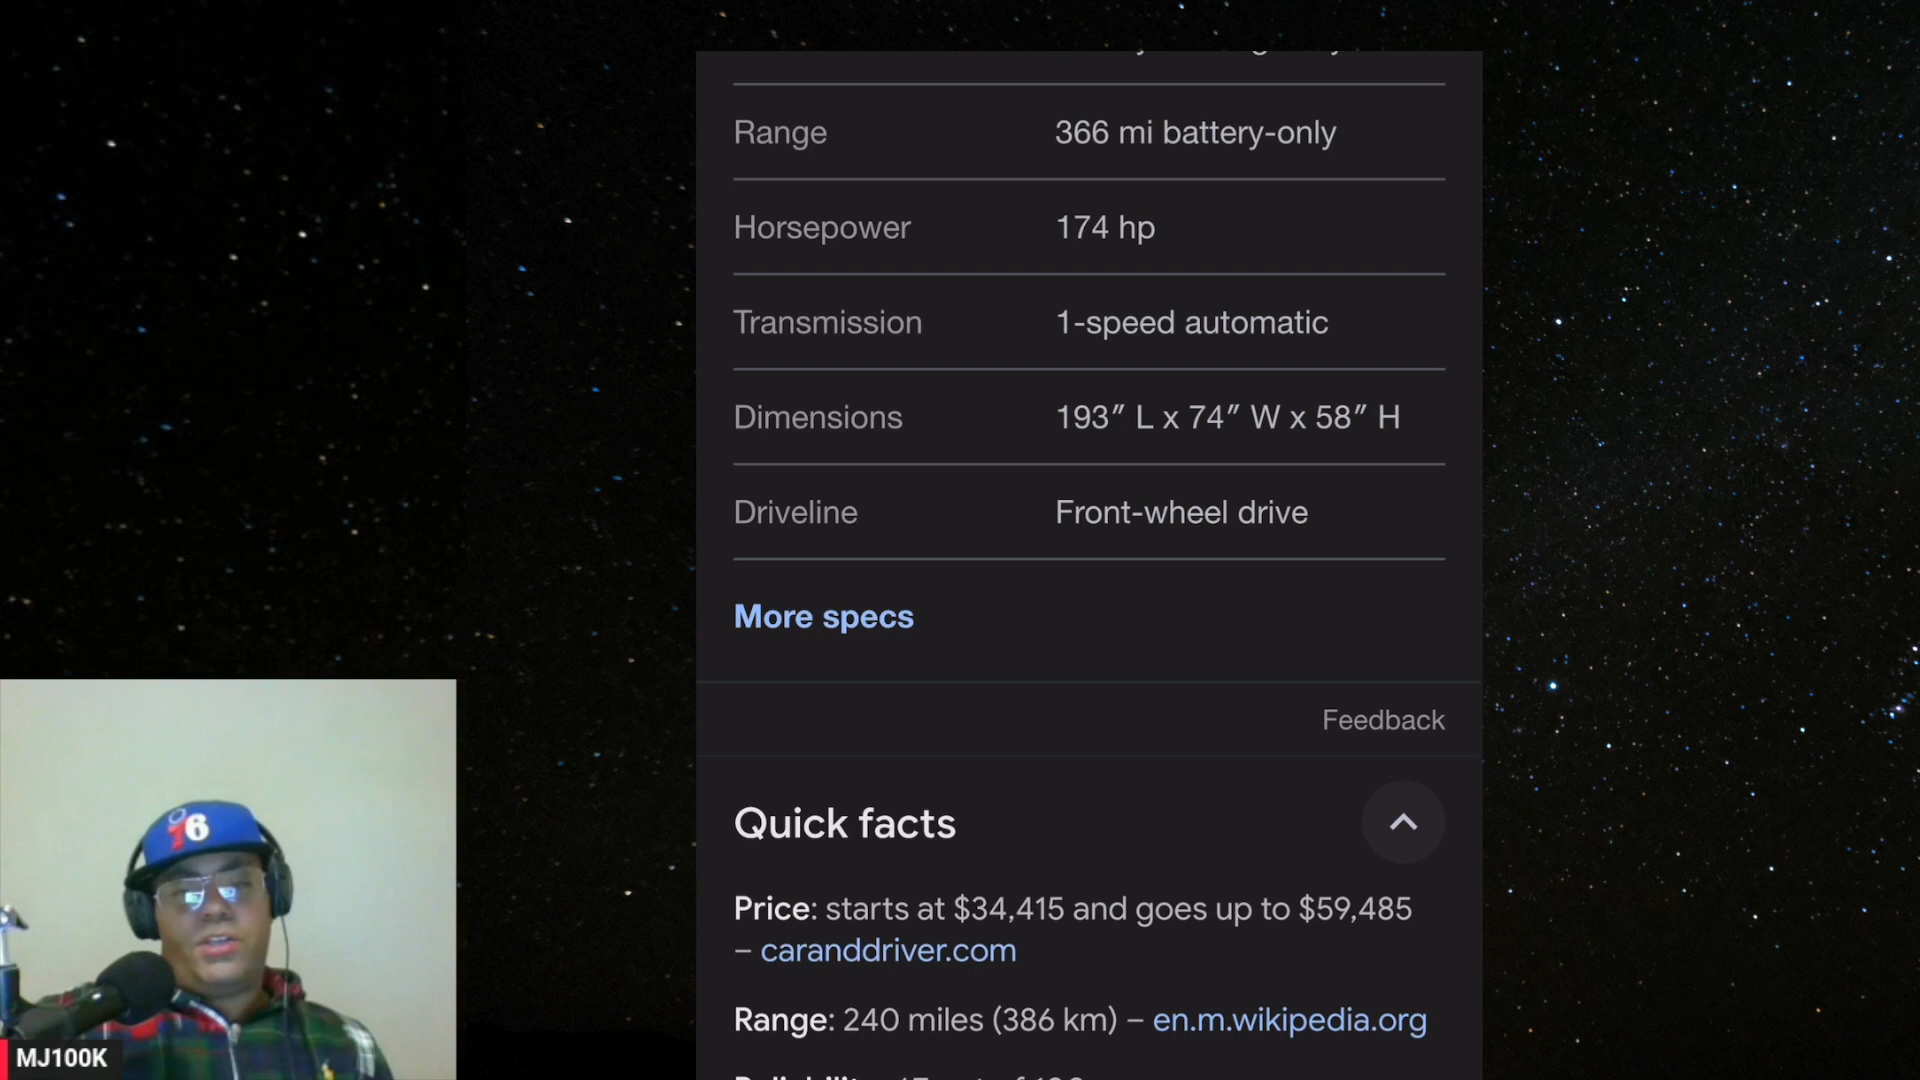 Range 366 mi battery-only
Horsepower 174 hp
Transmission 1-speed automatic
Dimensions 193″ L x 74″ W x 58″ H
Driveline Front-wheel drive
More specs
Feedback
Quick facts
Price: starts at $34,415 and goes up to $59,485
– caranddriver.com
Range: 240 miles (386 km) – en.m.wikipedia.org
76
MJ100K